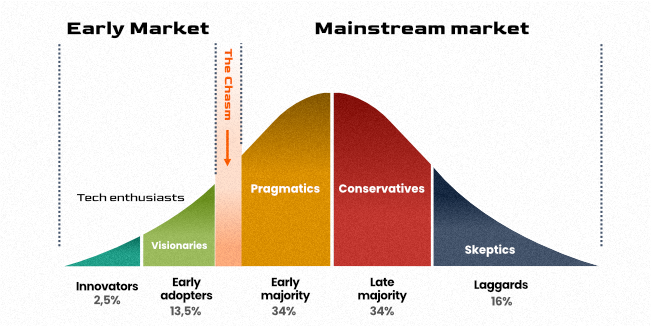 Early Market
Mainstream market
The Chasm
Tech enthusiasts
Visionaries
Pragmatics
Conservatives
Skeptics
Innovators
2,5%
Early
adopters
13,5%
Early
majority
34%
Late
majority
34%
Laggards
16%